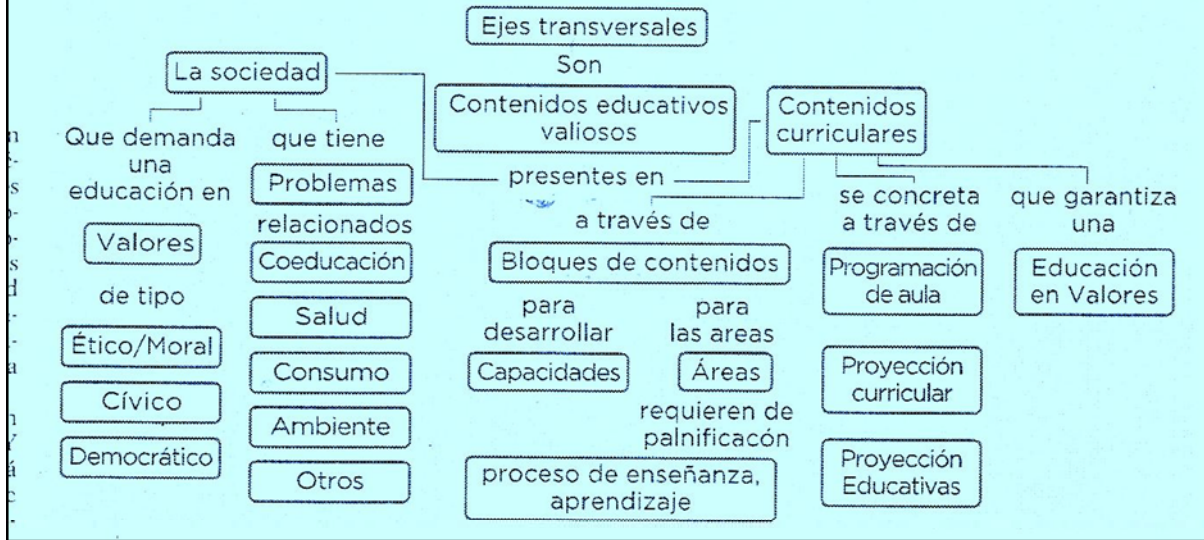 Ejes transversales
Son
Contenidos educativos
valiosos
presentes en
La sociedad
Que demanda
una
educación en
Valores
de tipo
Ético/Moral
Cívico
Democrático
que tiene
Problemas
relacionados
Coeducación
Salud
Consumo
Ambiente
Otros
Contenidos
curriculares
a través de
Bloques de contenidos
para
desarrollar
Capacidades
para
las areas
Áreas
requieren de
palnificacón
proceso de enseñanza,
aprendizaje
se concreta
a través de
Programación
de aula
Proyección
curricular
Proyección
Educativas
que garantiza
una
Educación
en Valores